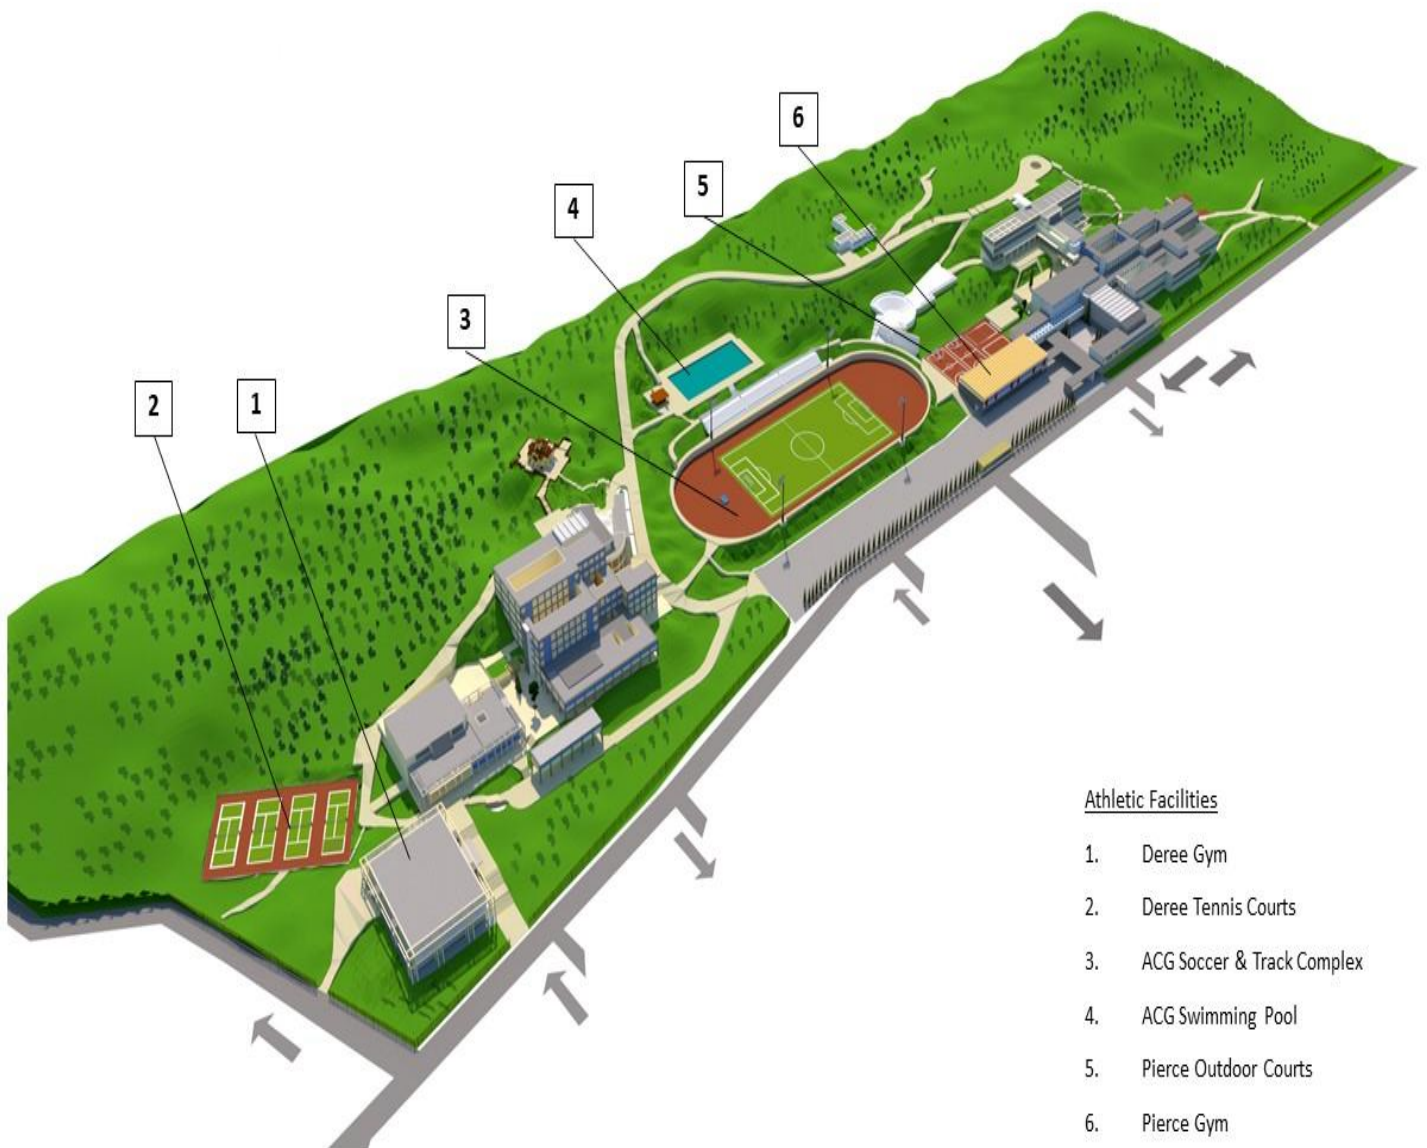 6
5
4
3
2
1
Athletic Facilities
1. Deree Gym
2. Deree Tennis Courts
3. ACG Soccer & Track Complex
4. ACG Swimming Pool
5. Pierce Outdoor Courts
6. Pierce Gym